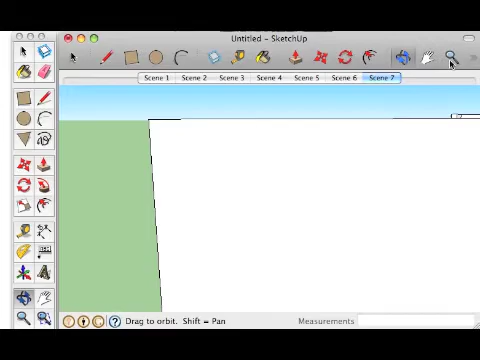 Untitled - SketchUp
Scene 1 Scene 2 Scene 3 Scene 4 Scene 5 Scene 6 Scene 7
Drag to orbit. Shift = Pan Measurements